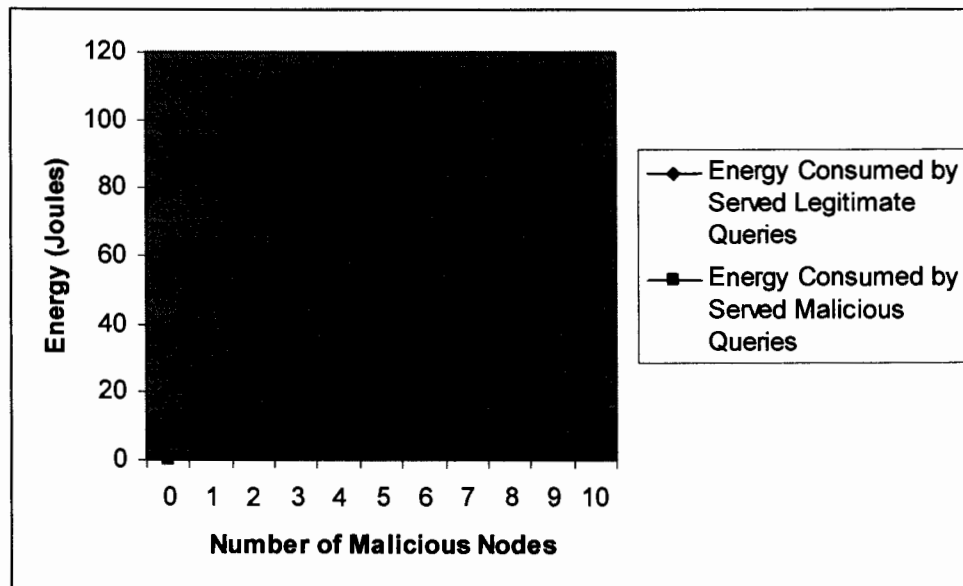 120
100
80
60
40
20
0
Energy (Joules)
0 1 2 3 4 5 6 7 8 9 10
Number of Malicious Nodes
Energy Consumed by
Served Legitimate
Queries
Energy Consumed by
Served Malicious
Queries